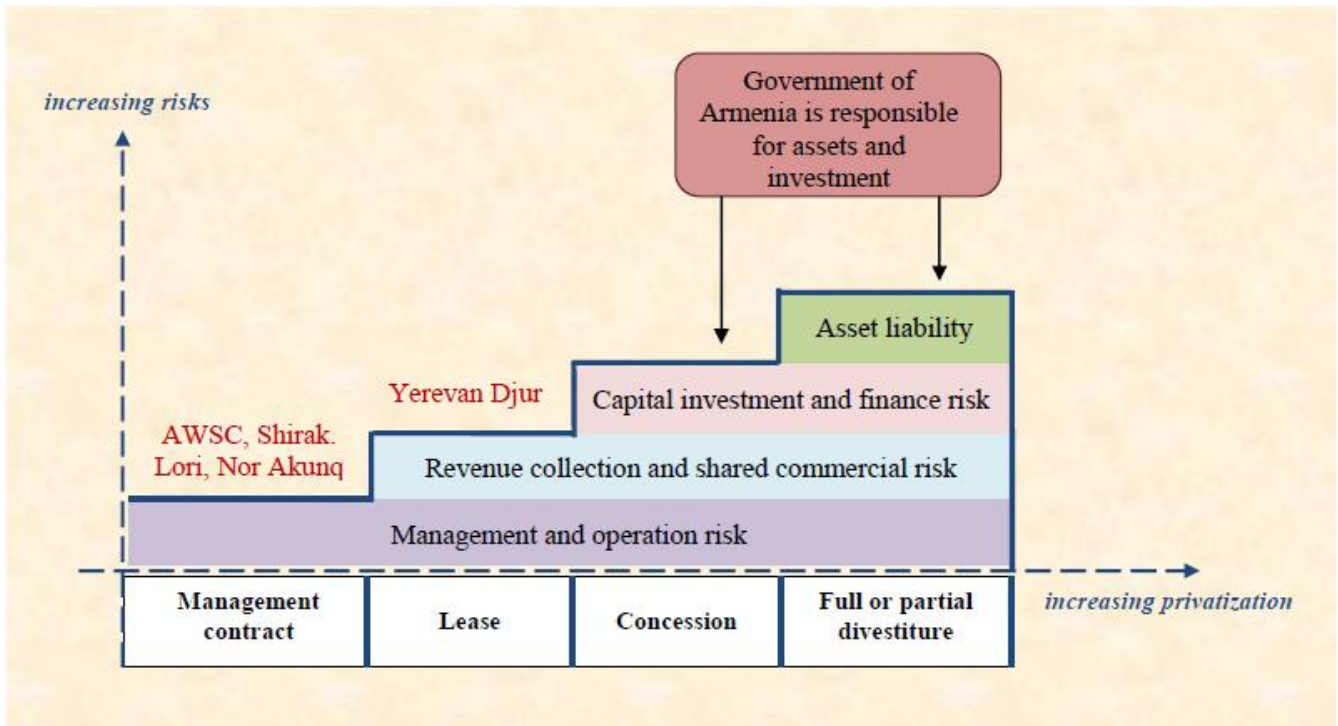 increasing risks
Government of
Armenia is responsible
for assets and
investment
Asset liability
Yerevan Djur
Capital investment and finance risk
AWSC, Shirak.
Lori, Nor Akunq
Revenue collection and shared commercial risk
Management and operation risk
Management
contract
Lease
Concession
Full or partial
divestiture
increasing privatization